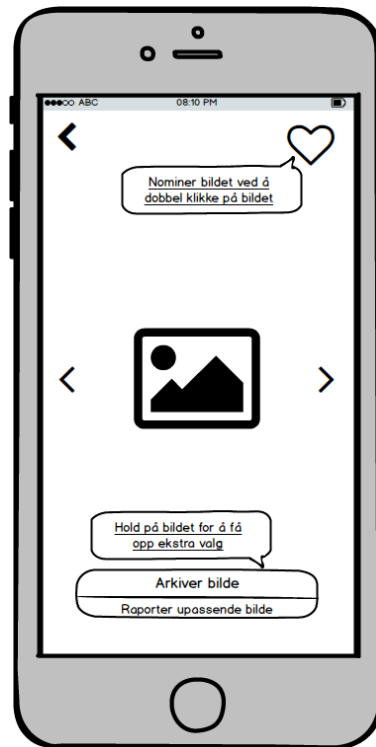 ABC 08:10 PM
Nominer bildet ved å
dobbel klikke på bildet
Hold på bildet for å få
opp ekstra valg
Arkiver bilde
Raporter upassende bilde